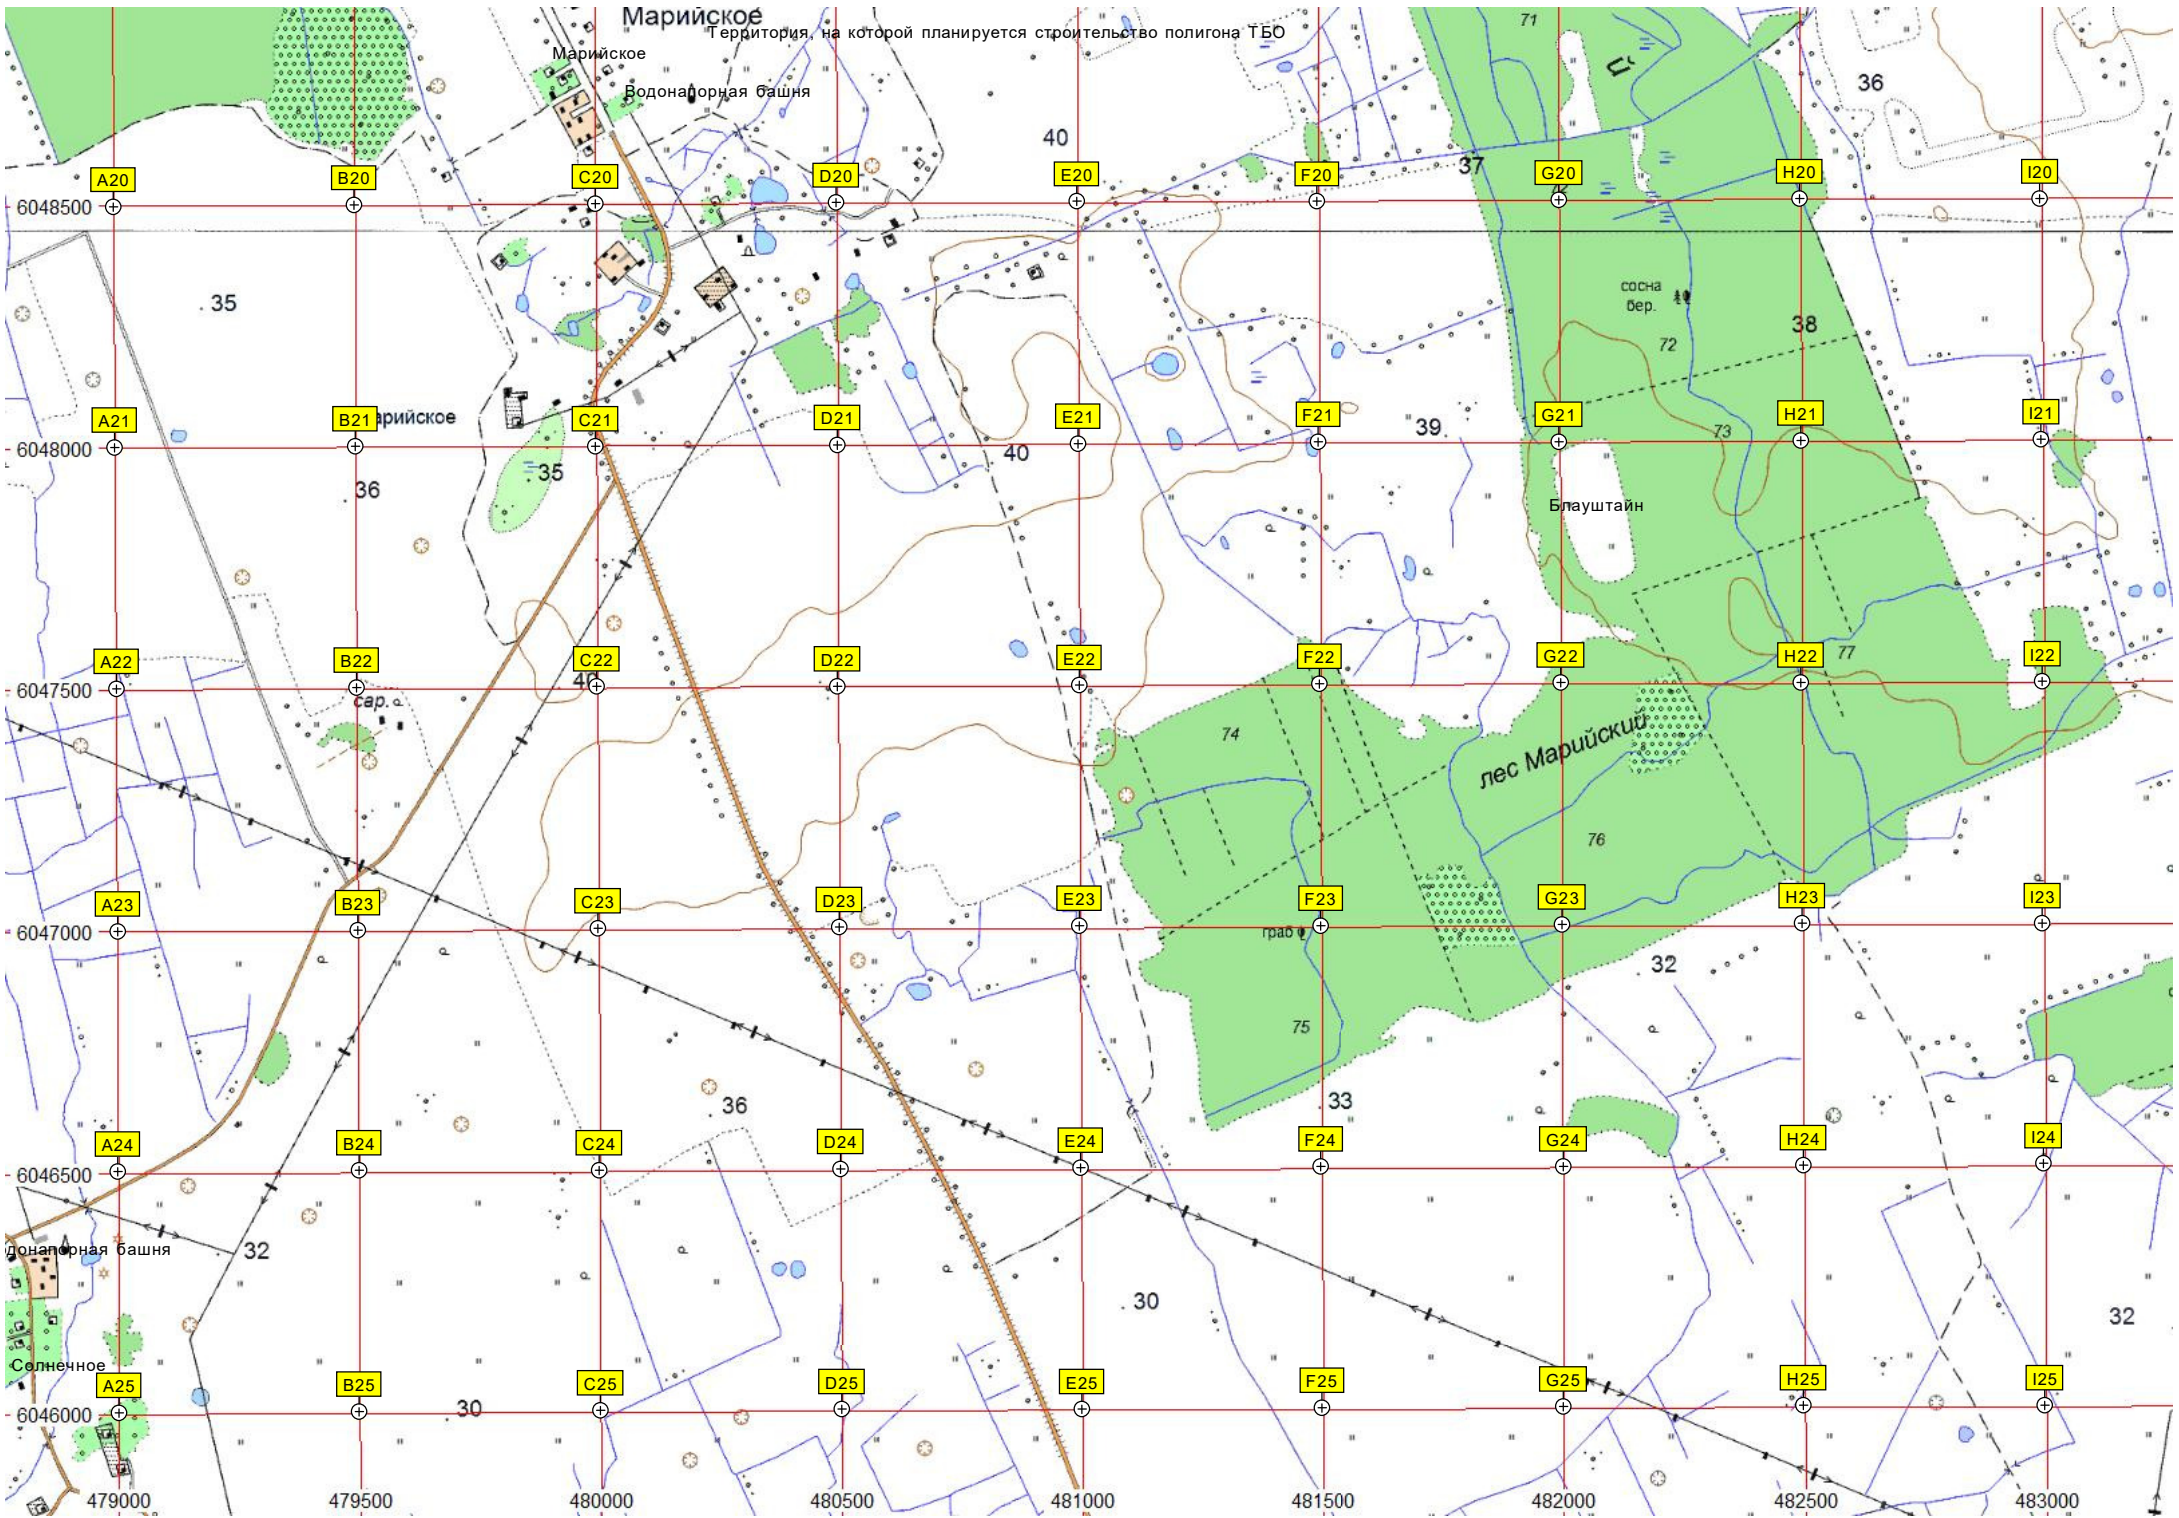 Марийское
71
Территория, на которой планируется строительство полигона ТБО
Марийское
36
Водонапорная башня
40
37
A20
B20
C20
D20
E20
F20
G20
H20
I20
6048500
35
сосна
бер.
38
72
арийское
A21
B21
C21
D21
E21
F21
G21
H21
I21
39
73
6048000
40
35
36
Блауштайн
A22
B22
C22
D22
E22
F22
G22
H22
I22
77
6047500
40
сар.
74
лес Марийский
76
A23
B23
C23
D23
E23
F23
G23
H23
I23
6047000
граб
32
75
36
33
A24
B24
C24
D24
E24
F24
G24
H24
I24
6046500
донапорная башня
32
30
32
Солнечное
A25
B25
C25
D25
E25
F25
G25
H25
I25
6046000
30
479000
479500
480000
480500
481000
481500
482000
482500
483000